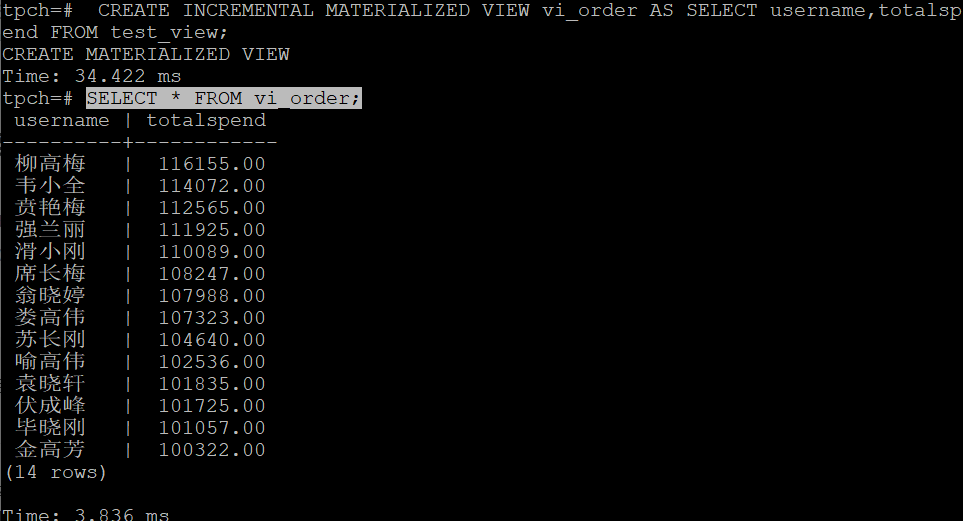 tpch=#  CREATE INCREMENTAL MATERIALIZED VIEW vi_order AS SELECT username,totalsp
end FROM test_view;
CREATE MATERIALIZED VIEW
Time: 34.422 ms
tpch=# SELECT * FROM vi_order;
 username | totalspend
----------+------------
 柳高梅   |  116155.00
 韦小全   |  114072.00
 贲艳梅   |  112565.00
 强兰丽   |  111925.00
 滑小刚   |  110089.00
 席长梅   |  108247.00
 翁晓婷   |  107988.00
 娄高伟   |  107323.00
 苏长刚   |  104640.00
 喻高伟   |  102536.00
 袁晓轩   |  101835.00
 伏成峰   |  101725.00
 毕晓刚   |  101057.00
 金高芳   |  100322.00
(14 rows)
Time: 3.836 ms